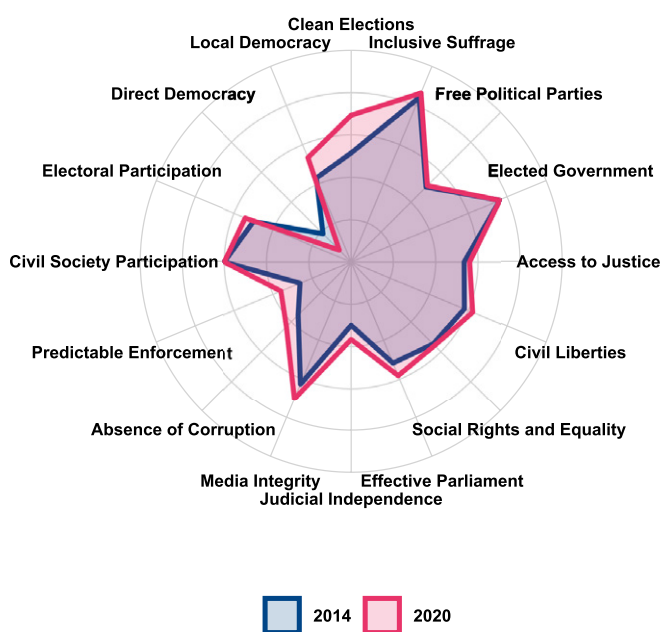 Clean Elections
Local Democracy
Inclusive Suffrage
Direct Democracy
Free Political Parties
Electoral Participation
Elected Government
Civil Society Participation
Access to Justice
Predictable Enforcement
Civil Liberties
Absence of Corruption
Social Rights and Equality
Media Integrity
Effective Parliament
Judicial Independence
2014
2020